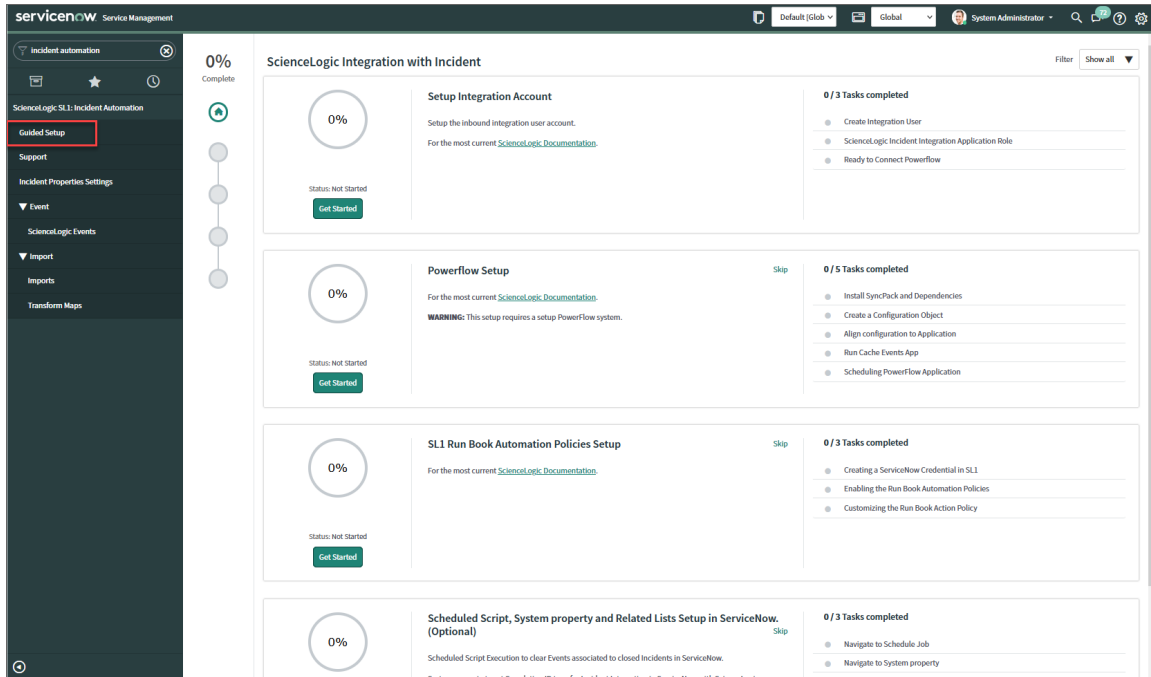 servicenow Service Management
Default [Glob
Global
System Administrator
72
incident automation
ScienceLogic SL1: Incident Automation
Guided Setup
Support
Incident Properties Settings
Event
ScienceLogic Events
Import
Imports
Transform Maps
0%
Complete
ScienceLogic Integration with Incident
Filter Show all
0%
Status: Not Started
Get Started
Setup Integration Account
Setup the inbound integration user account.
For the most current ScienceLogic Documentation.
0 / 3 Tasks completed
Create Integration User
ScienceLogic Incident Integration Application Role
Ready to Connect Powerflow
0%
Status: Not Started
Get Started
Powerflow Setup
Skip
For the most current ScienceLogic Documentation.
WARNING: This setup requires a setup PowerFlow system.
0 / 5 Tasks completed
Install SyncPack and Dependencies
Create a Configuration Object
Align configuration to Application
Run Cache Events App
Scheduling PowerFlow Application
0%
Status: Not Started
Get Started
SL1 Run Book Automation Policies Setup
Skip
For the most current ScienceLogic Documentation.
0 / 3 Tasks completed
Creating a ServiceNow Credential in SL1
Enabling the Run Book Automation Policies
Customizing the Run Book Action Policy
0%
Scheduled Script, System property and Related Lists Setup in ServiceNow.
(Optional)
Skip
Scheduled Script Execution to clear Events associated to closed Incidents in ServiceNow.
0 / 3 Tasks completed
Navigate to Schedule Job
Navigate to System property